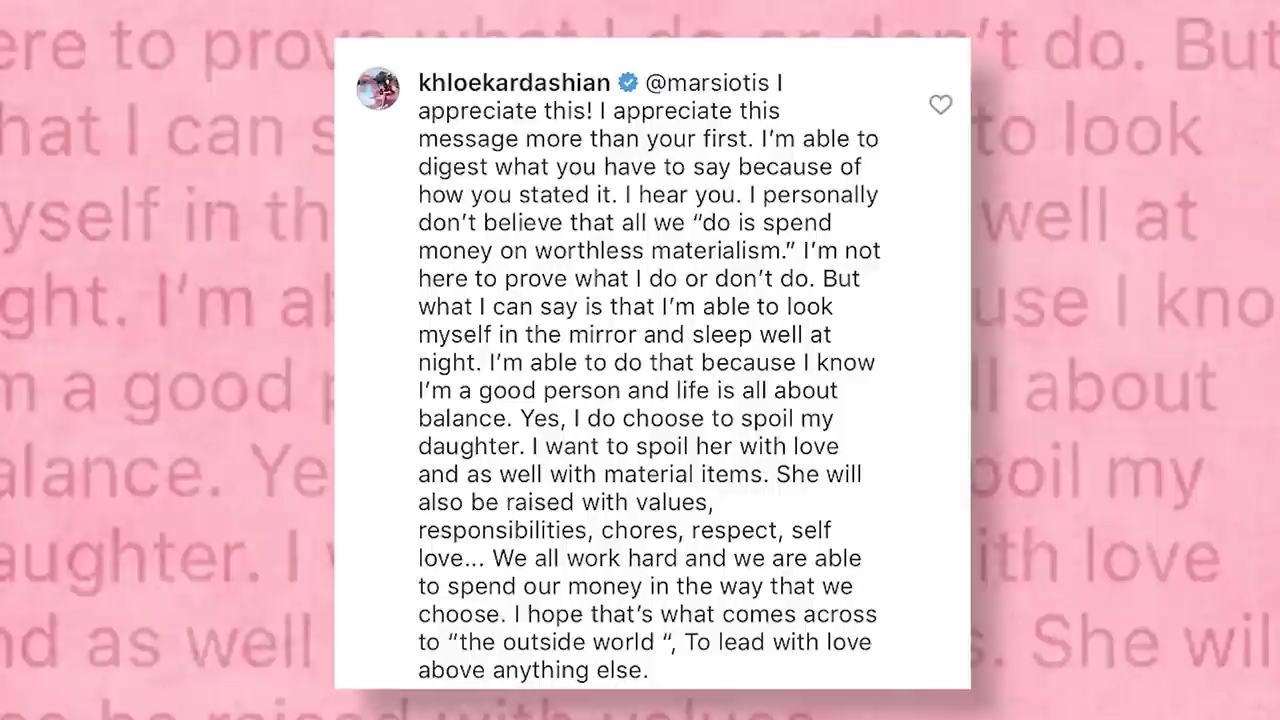 khloekardashian @marsiotis I
appreciate this! I appreciate this
message more than your first. I’m able to
digest what you have to say because of
how you stated it. I hear you. I personally
don’t believe that all we “do is spend
money on worthless materialism.” I’m not
here to prove what I do or don’t do. But
what I can say is that I’m able to look
myself in the mirror and sleep well at
night. I’m able to do that because I know
I’m a good person and life is all about
balance. Yes, I do choose to spoil my
daughter. I want to spoil her with love
and as well with material items. She will
also be raised with values,
responsibilities, chores, respect, self
love... We all work hard and we are able
to spend our money in the way that we
choose. I hope that’s what comes across
to “the outside world “, To lead with love
above anything else.